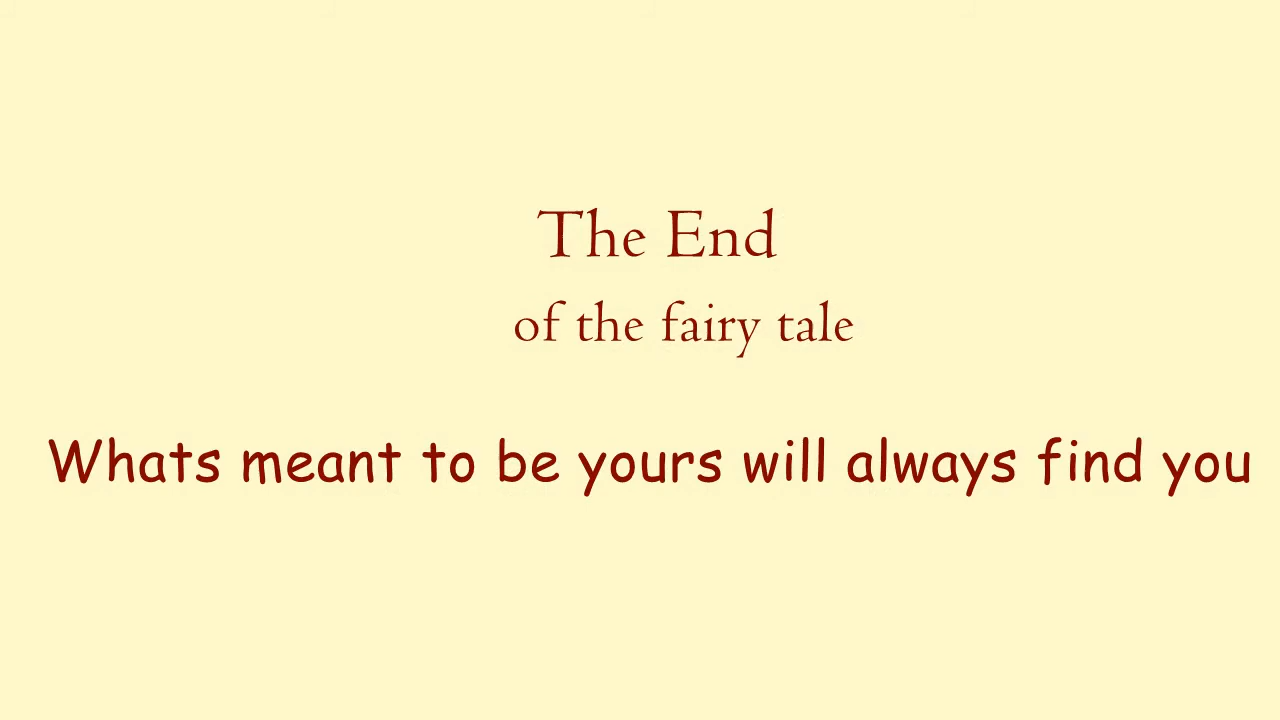 The End
of the fairy tale
Whats meant to be yours will always find you